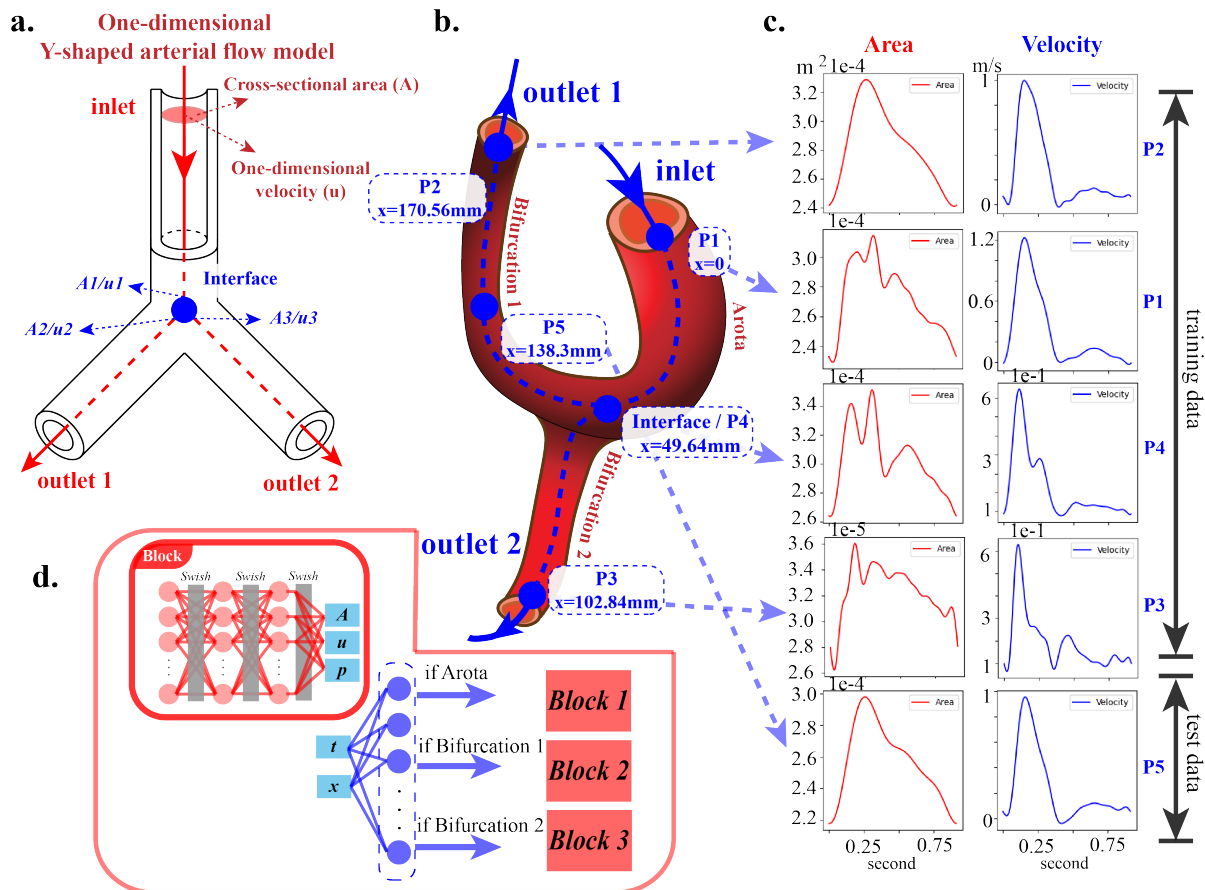 a.
One-dimensional
Y-shaped arterial flow model
Cross-sectional area (A)
inlet
One-dimensional
velocity (u)
Interface
A1/u1
A2/u2
A3/u3
outlet 1
outlet 2
b.
outlet 1
inlet
P2
x=170.56mm
Bifurcation 1
P1
x=0
Arota
P5
x=138.3mm
Interface / P4
x=49.64mm
Bifurcation 2
outlet 2
P3
x=102.84mm
c.
Area
Velocity
m² 1e-4
m/s
Area
3.2
3.0
2.8
2.6
2.4
Velocity
1
0
P2
1e-4
Area
3.0
2.8
2.6
2.4
Velocity
1.2
0.6
0
P1
1e-4
Area
3.4
3.2
3.0
2.8
2.6
1e-1
Velocity
6
3
1
P4
1e-5
Area
3.6
3.4
3.2
3.0
2.8
2.6
1e-1
Velocity
6
3
1
P3
training data
1e-4
Area
3.0
2.8
2.6
2.4
2.2
Velocity
1
0
P5
test data
0.25 0.75
second
0.25 0.75
second
d.
Block
Swish Swish Swish
A
u
p
t
x
if Arota
Block 1
if Bifurcation 1
Block 2
if Bifurcation 2
Block 3